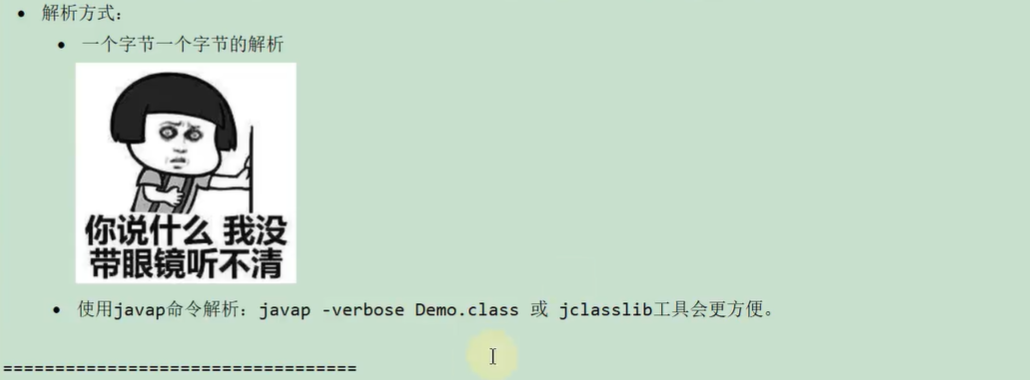 • 解析方式：
• 一个字节一个字节的解析
你说什么 我没
带眼镜听不清
• 使用javap命令解析：javap -verbose Demo.class 或 jclasslib工具会更方便。
==================================